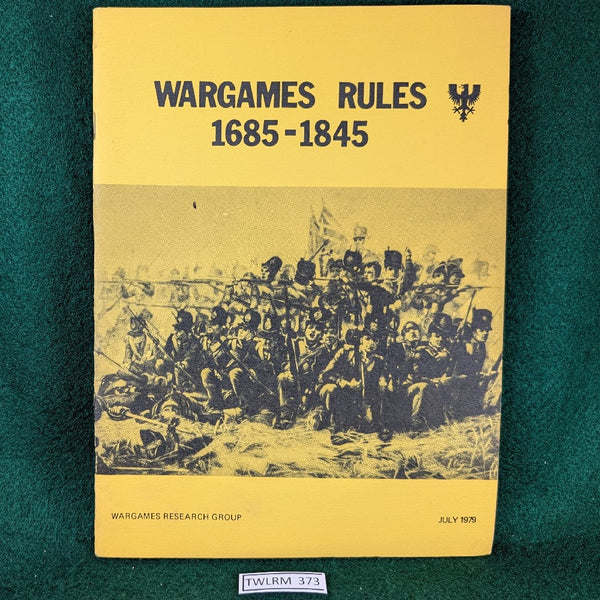 WARGAMES RULES
1685-1845
WARGAMES RESEARCH GROUP
JULY 1979
TWLRM 373